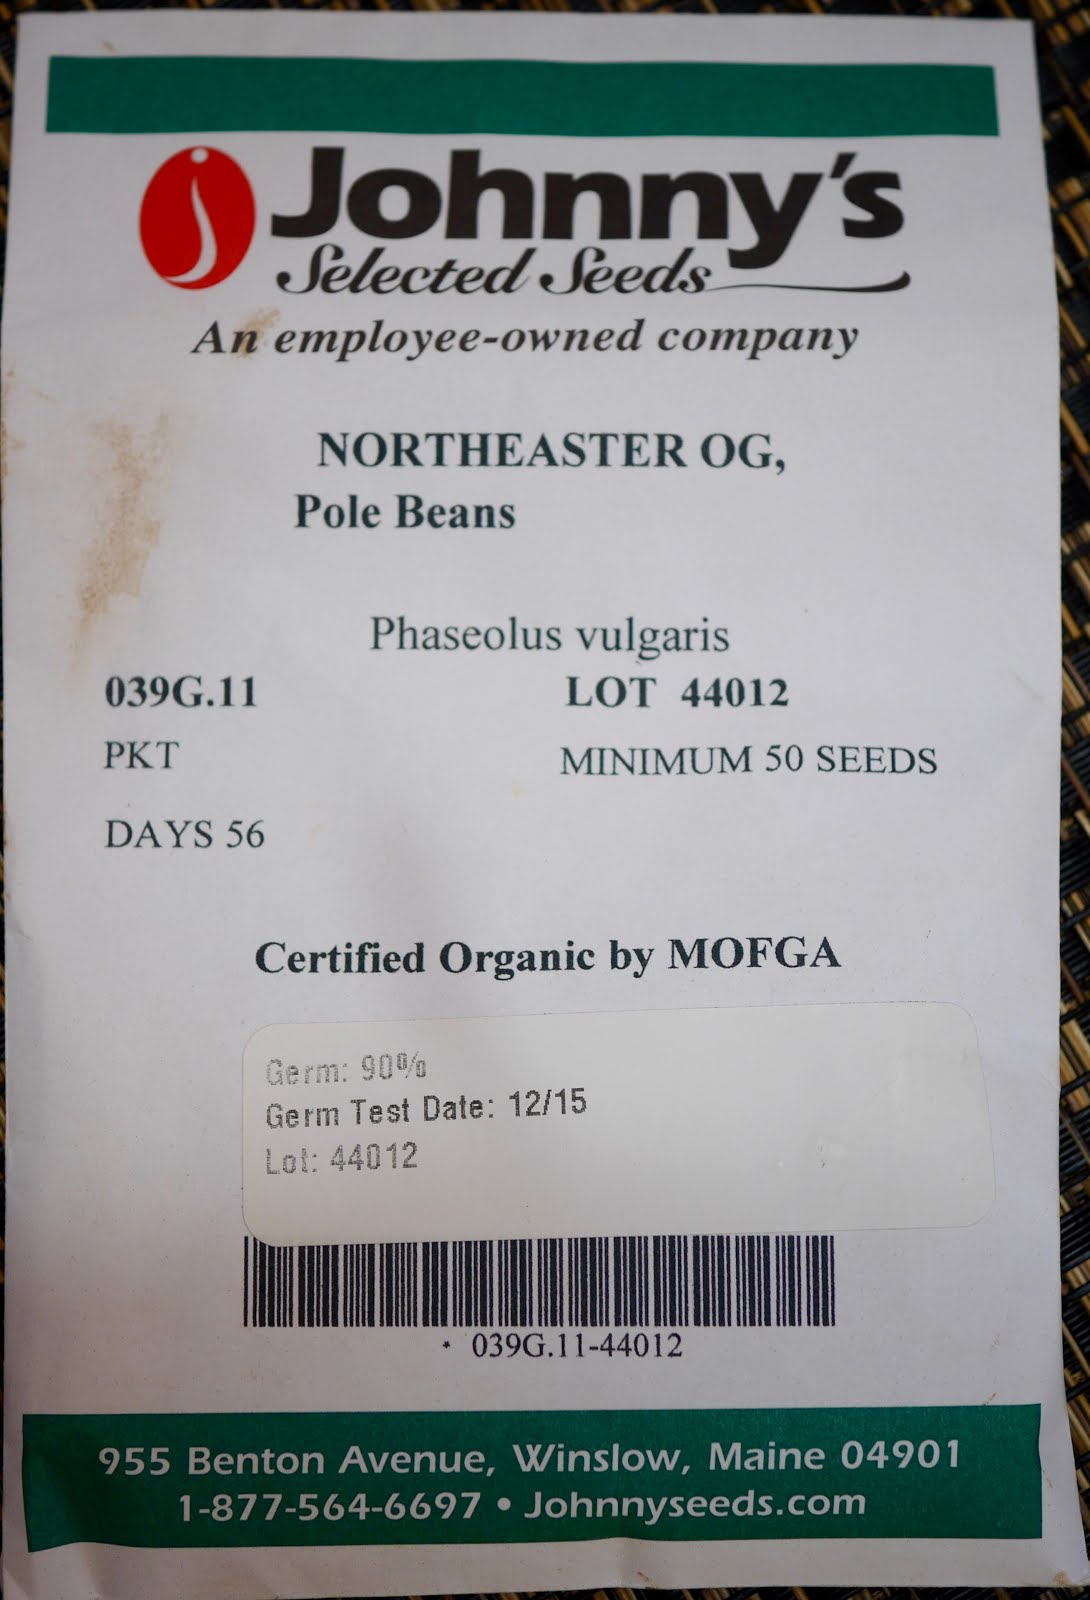 Johnny's
Selected Seeds
An employee-owned company
NORTHEASTER OG,
Pole Beans
Phaseolus vulgaris
039G.11 LOT 44012
PKT MINIMUM 50 SEEDS
DAYS 56
Certified Organic by MOFGA
Germ: 90%
Germ Test Date: 12/15
Lot: 44012
* 039G.11-44012
955 Benton Avenue, Winslow, Maine 04901
1-877-564-6697 • Johnnyseeds.com